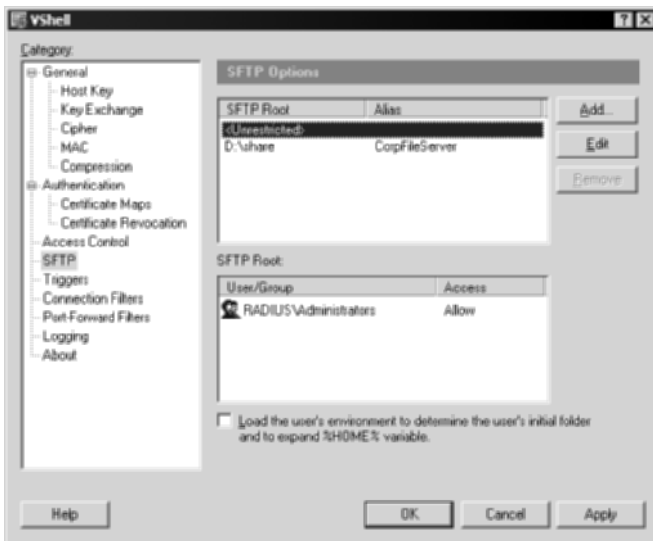 VShell
Category:
General
Host Key
Key Exchange
Cipher
MAC
Compression
Authentication
Certificate Maps
Certificate Revocation
Access Control
SFTP
Triggers
Connection Filters
Port-Forward Filters
Logging
About
SFTP Options
SFTP Root Alias
<Unrestricted>
D:\share CorpFileServer
Add...
Edit
Remove
SFTP Root:
User/Group Access
RADIUS\Administrators Allow
Load the user's environment to determine the user's initial folder
and to expand %HOME% variable.
Help
OK
Cancel
Apply